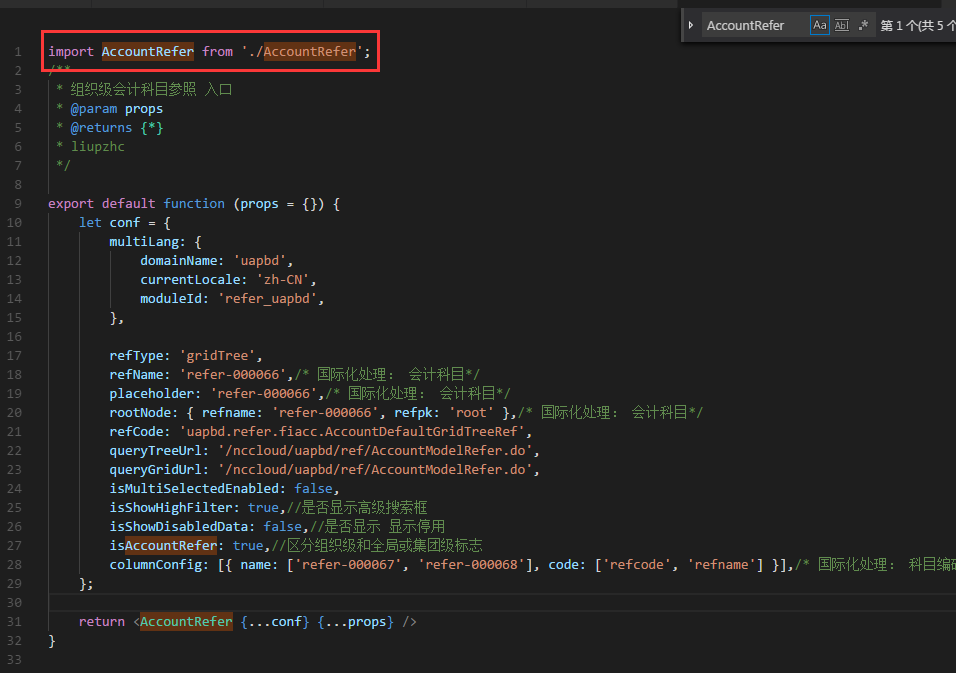 AccountRefer Aa Abl .* 第 1 个(共 5 个
1 import AccountRefer from './AccountRefer';
2 /**
3  * 组织级会计科目参照 入口
4  * @param props
5  * @returns {*}
6  * liupzhc
7  */
8
9 export default function (props = {}) {
10     let conf = {
11         multiLang: {
12             domainName: 'uapbd',
13             currentLocale: 'zh-CN',
14             moduleId: 'refer_uapbd',
15         },
16
17         refType: 'gridTree',
18         refName: 'refer-000066',/* 国际化处理： 会计科目*/
19         placeholder: 'refer-000066',/* 国际化处理： 会计科目*/
20         rootNode: { refname: 'refer-000066', refpk: 'root' },/* 国际化处理： 会计科目*/
21         refCode: 'uapbd.refer.fiacc.AccountDefaultGridTreeRef',
22         queryTreeUrl: '/nccloud/uapbd/ref/AccountModelRefer.do',
23         queryGridUrl: '/nccloud/uapbd/ref/AccountModelRefer.do',
24         isMultiSelectedEnabled: false,
25         isShowHighFilter: true,//是否显示高级搜索框
26         isShowDisabledData: false,//是否显示 显示停用
27         isAccountRefer: true,//区分组织级和全局或集团级标志
28         columnConfig: [{ name: ['refer-000067', 'refer-000068'], code: ['refcode', 'refname'] }],/* 国际化处理： 科目编
29     };
30
31     return <AccountRefer {...conf} {...props} />
32 }
33